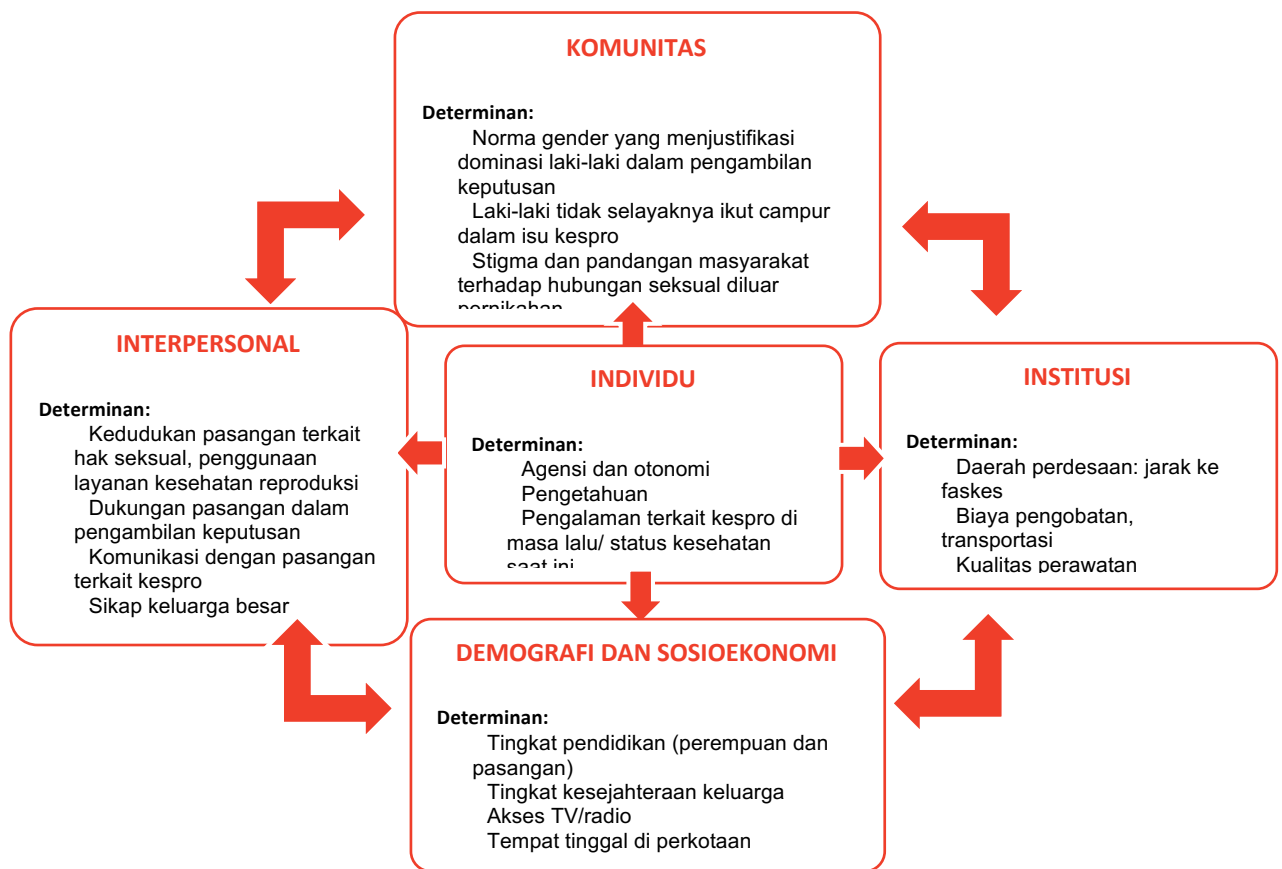 KOMUNITAS
Determinan:
Norma gender yang menjustifikasi
dominasi laki-laki dalam pengambilan
keputusan
Laki-laki tidak selayaknya ikut campur
dalam isu kespro
Stigma dan pandangan masyarakat
terhadap hubungan seksual diluar
pernikahan
INTERPERSONAL
Determinan:
Kedudukan pasangan terkait
hak seksual, penggunaan
layanan kesehatan reproduksi
Dukungan pasangan dalam
pengambilan keputusan
Komunikasi dengan pasangan
terkait kespro
Sikap keluarga besar
INDIVIDU
Determinan:
Agensi dan otonomi
Pengetahuan
Pengalaman terkait kespro di
masa lalu/ status kesehatan
saat ini
INSTITUSI
Determinan:
Daerah perdesaan: jarak ke
faskes
Biaya pengobatan,
transportasi
Kualitas perawatan
DEMOGRAFI DAN SOSIOEKONOMI
Determinan:
Tingkat pendidikan (perempuan dan
pasangan)
Tingkat kesejahteraan keluarga
Akses TV/radio
Tempat tinggal di perkotaan